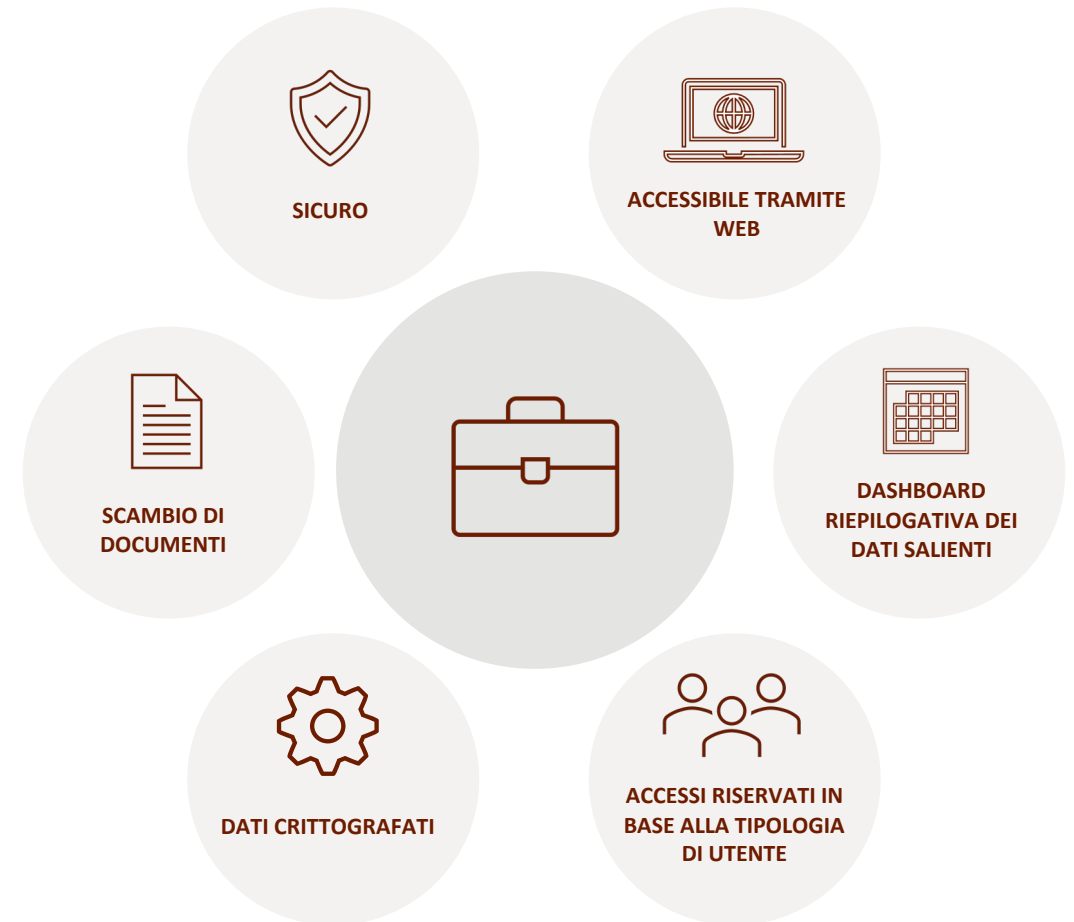 SICURO
ACCESSIBILE TRAMITE
WEB
SCAMBIO DI
DOCUMENTI
DASHBOARD
RIEPILOGATIVA DEI
DATI SALIENTI
DATI CRITTOGRAFATI
ACCESSI RISERVATI IN
BASE ALLA TIPOLOGIA
DI UTENTE